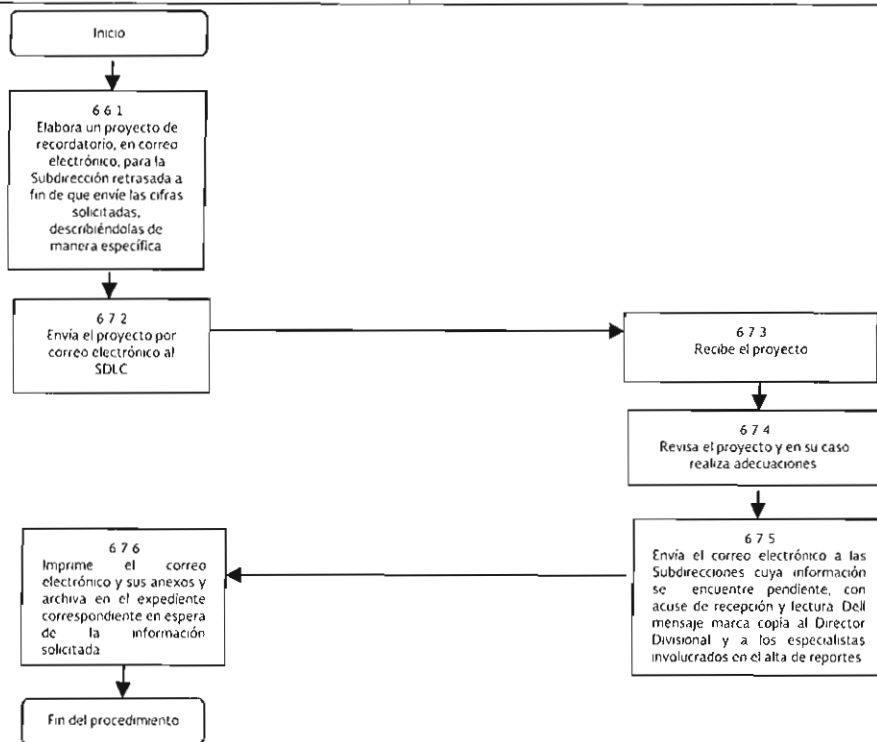 Inicio
6 6 1
Elabora un proyecto de
recordatorio, en correo
electrónico, para la
Subdirección retrasada a
fin de que envíe las cifras
solicitadas,
describiéndolas de
manera específica
6 7 2
Envía el proyecto por
correo electrónico al
SDLC
6 7 3
Recibe el proyecto
6 7 4
Revisa el proyecto y en su caso
realiza adecuaciones
6 7 5
Envía el correo electrónico a las
Subdirecciones cuya información
se encuentre pendiente, con
acuse de recepción y lectura Dell
mensaje marca copia al Director
Divisional y a los especialistas
involucrados en el alta de reportes
6 7 6
Imprime el correo
electrónico y sus anexos y
archiva en el expediente
correspondiente en espera
de la información
solicitada
Fin del procedimiento